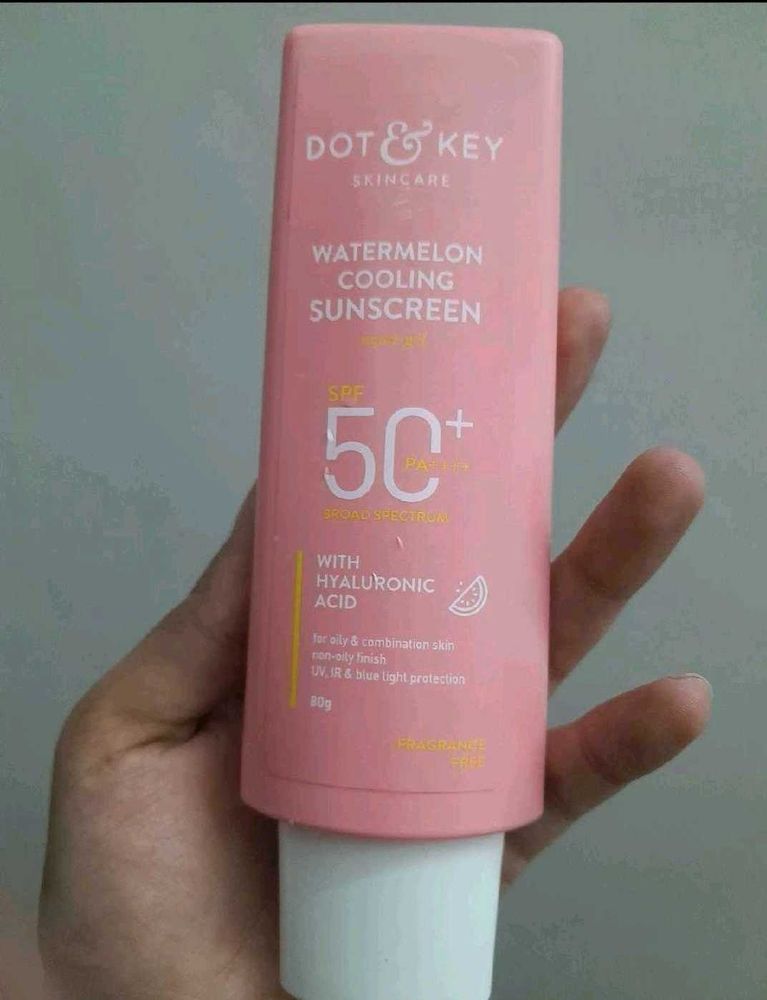 DOT & KEY
SKINCARE
WATERMELON
COOLING
SUNSCREEN
SPF
50+
PA++++
BROAD SPECTRUM
WITH
HYALURONIC
ACID
for oily & combination skin
non-oily finish
UV, IR & blue light protection
80g
FRAGRANCE
FREE